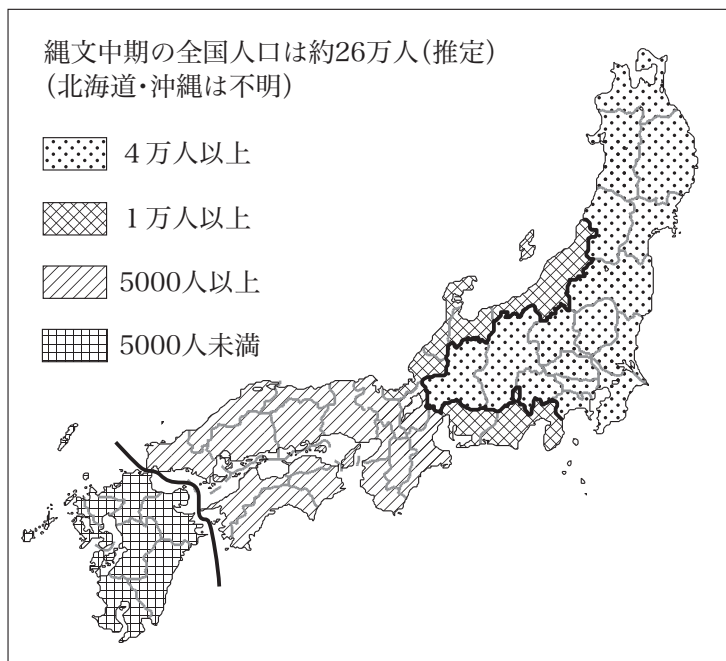 縄文中期の全国人口は約26万人(推定)
(北海道・沖縄は不明)
4万人以上
1万人以上
5000人以上
5000人未満